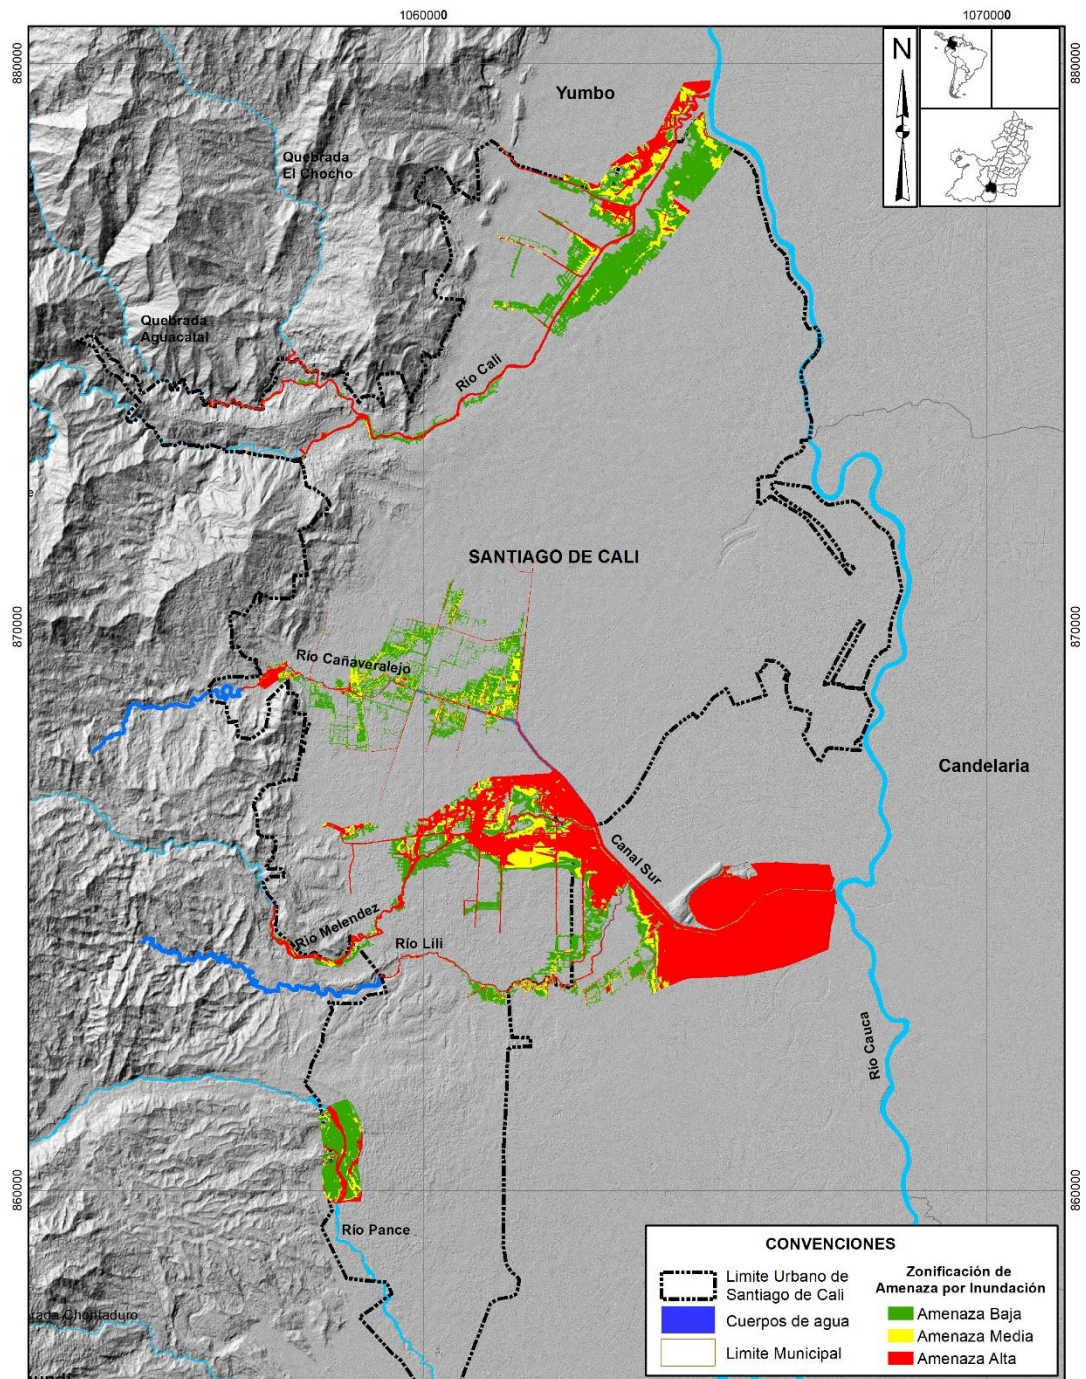 1060000
1070000
880000
880000
N
Yumbo
Quebrada
El Chocho
Quebrada
Aguacatal
Río Cali
SANTIAGO DE CALI
870000
870000
Río Cañaveralejo
Candelaria
Canal Sur
Río Melendez
Río Lili
Río Cauca
860000
860000
Río Pance
rada Chontaduro
CONVENCIONES
Limite Urbano de
Santiago de Cali
Cuerpos de agua
Limite Municipal
Zonificación de
Amenaza por Inundación
Amenaza Baja
Amenaza Media
Amenaza Alta